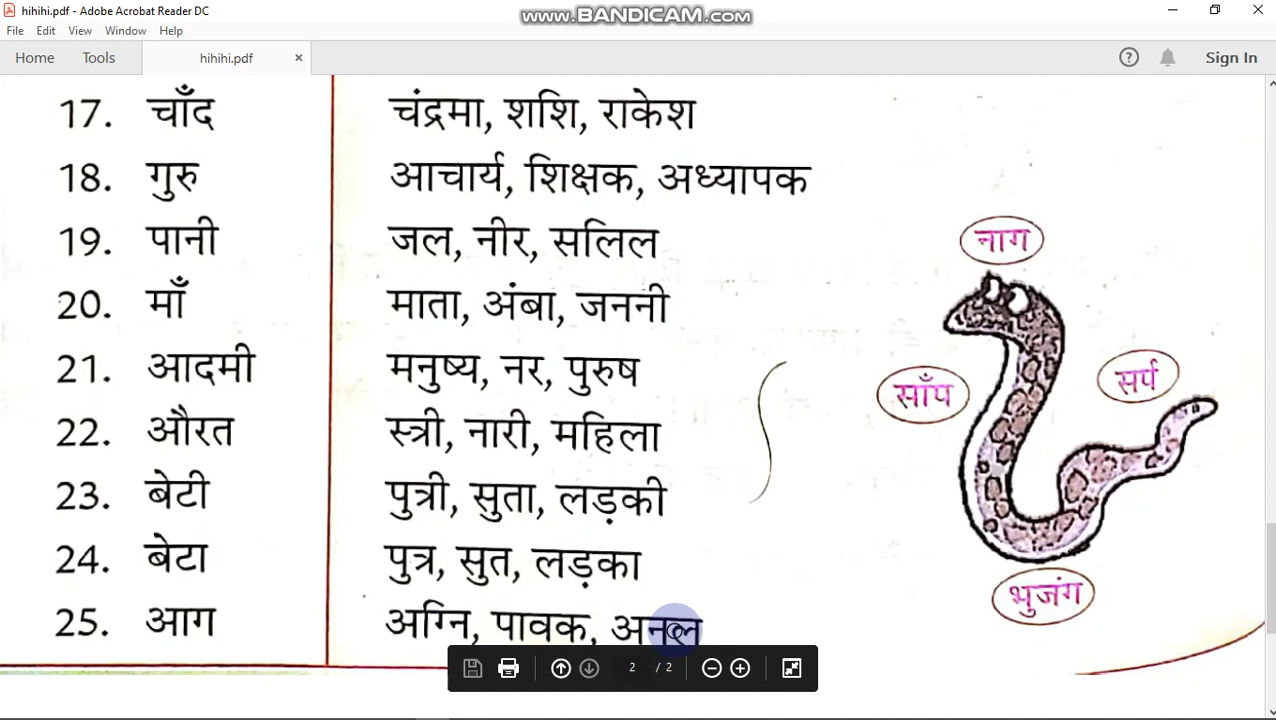 hihihi.pdf - Adobe Acrobat Reader DC
www.BANDICAM.com
File Edit View Window Help
Home Tools hihihi.pdf × Sign In
17. चाँद चंद्रमा, शशि, राकेश
18. गुरु आचार्य, शिक्षक, अध्यापक
19. पानी जल, नीर, सलिल
20. माँ माता, अंबा, जननी
21. आदमी मनुष्य, नर, पुरुष
22. औरत स्त्री, नारी, महिला
23. बेटी पुत्री, सुता, लड़की
24. बेटा पुत्र, सुत, लड़का
25. आग अग्नि, पावक, अनल
नाग
साँप
सर्प
भुजंग
2 / 2